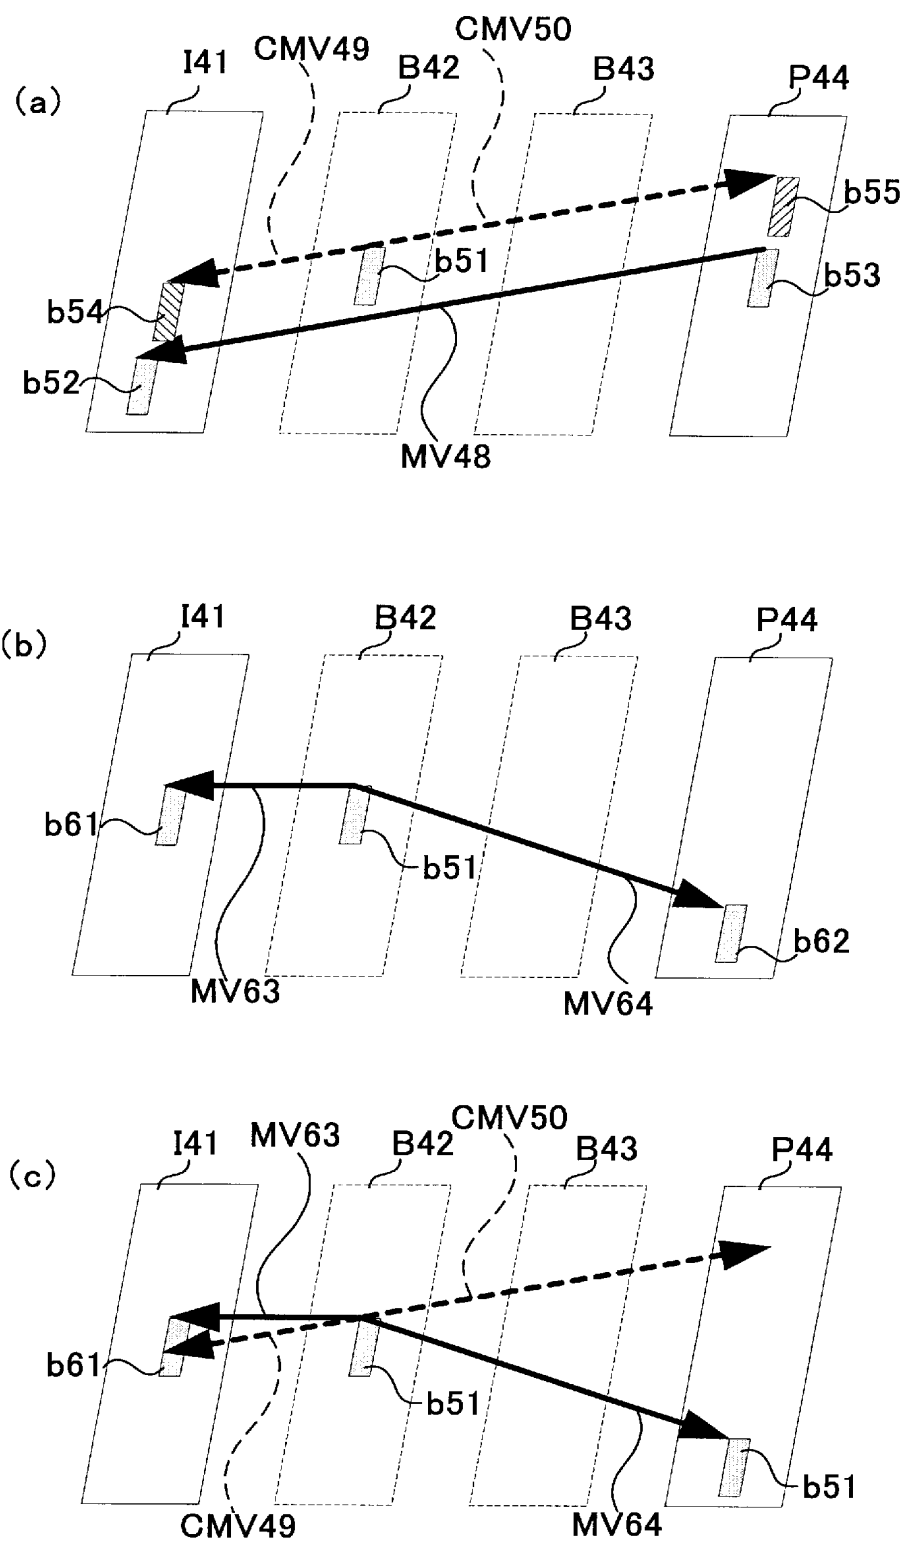 (a)
I41 CMV49 B42 CMV50 B43 P44
b55
b51
b53
b54
b52
MV48
(b)
I41 B42 B43 P44
b61
b51
b62
MV63
MV64
(c)
I41 MV63 B42 CMV50 B43 P44
b61
b51
b51
CMV49
MV64